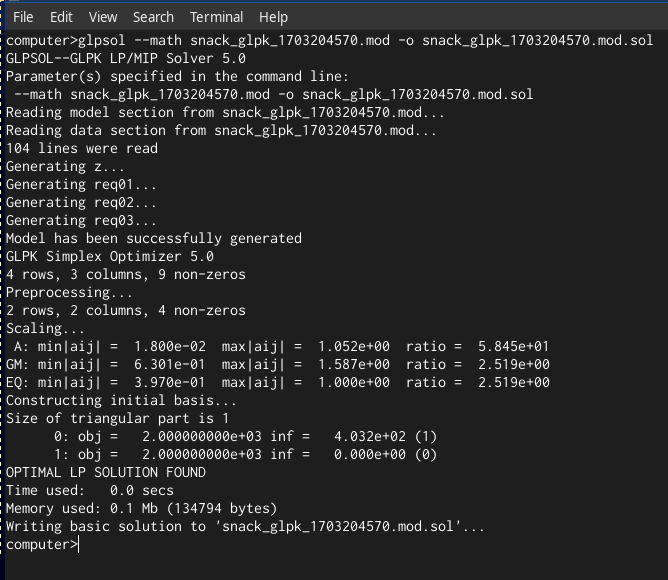 File Edit View Search Terminal Help
computer>glpsol --math snack_glpk_1703204570.mod -o snack_glpk_1703204570.mod.sol
GLPSOL--GLPK LP/MIP Solver 5.0
Parameter(s) specified in the command line:
 --math snack_glpk_1703204570.mod -o snack_glpk_1703204570.mod.sol
Reading model section from snack_glpk_1703204570.mod...
Reading data section from snack_glpk_1703204570.mod...
104 lines were read
Generating z...
Generating req01...
Generating req02...
Generating req03...
Model has been successfully generated
GLPK Simplex Optimizer 5.0
4 rows, 3 columns, 9 non-zeros
Preprocessing...
2 rows, 2 columns, 4 non-zeros
Scaling...
 A: min|aij| =  1.800e-02  max|aij| =  1.052e+00  ratio =  5.845e+01
GM: min|aij| =  6.301e-01  max|aij| =  1.587e+00  ratio =  2.519e+00
EQ: min|aij| =  3.970e-01  max|aij| =  1.000e+00  ratio =  2.519e+00
Constructing initial basis...
Size of triangular part is 1
      0: obj =   2.000000000e+03 inf =   4.032e+02 (1)
      1: obj =   2.000000000e+03 inf =   0.000e+00 (0)
OPTIMAL LP SOLUTION FOUND
Time used:   0.0 secs
Memory used: 0.1 Mb (134794 bytes)
Writing basic solution to 'snack_glpk_1703204570.mod.sol'...
computer>